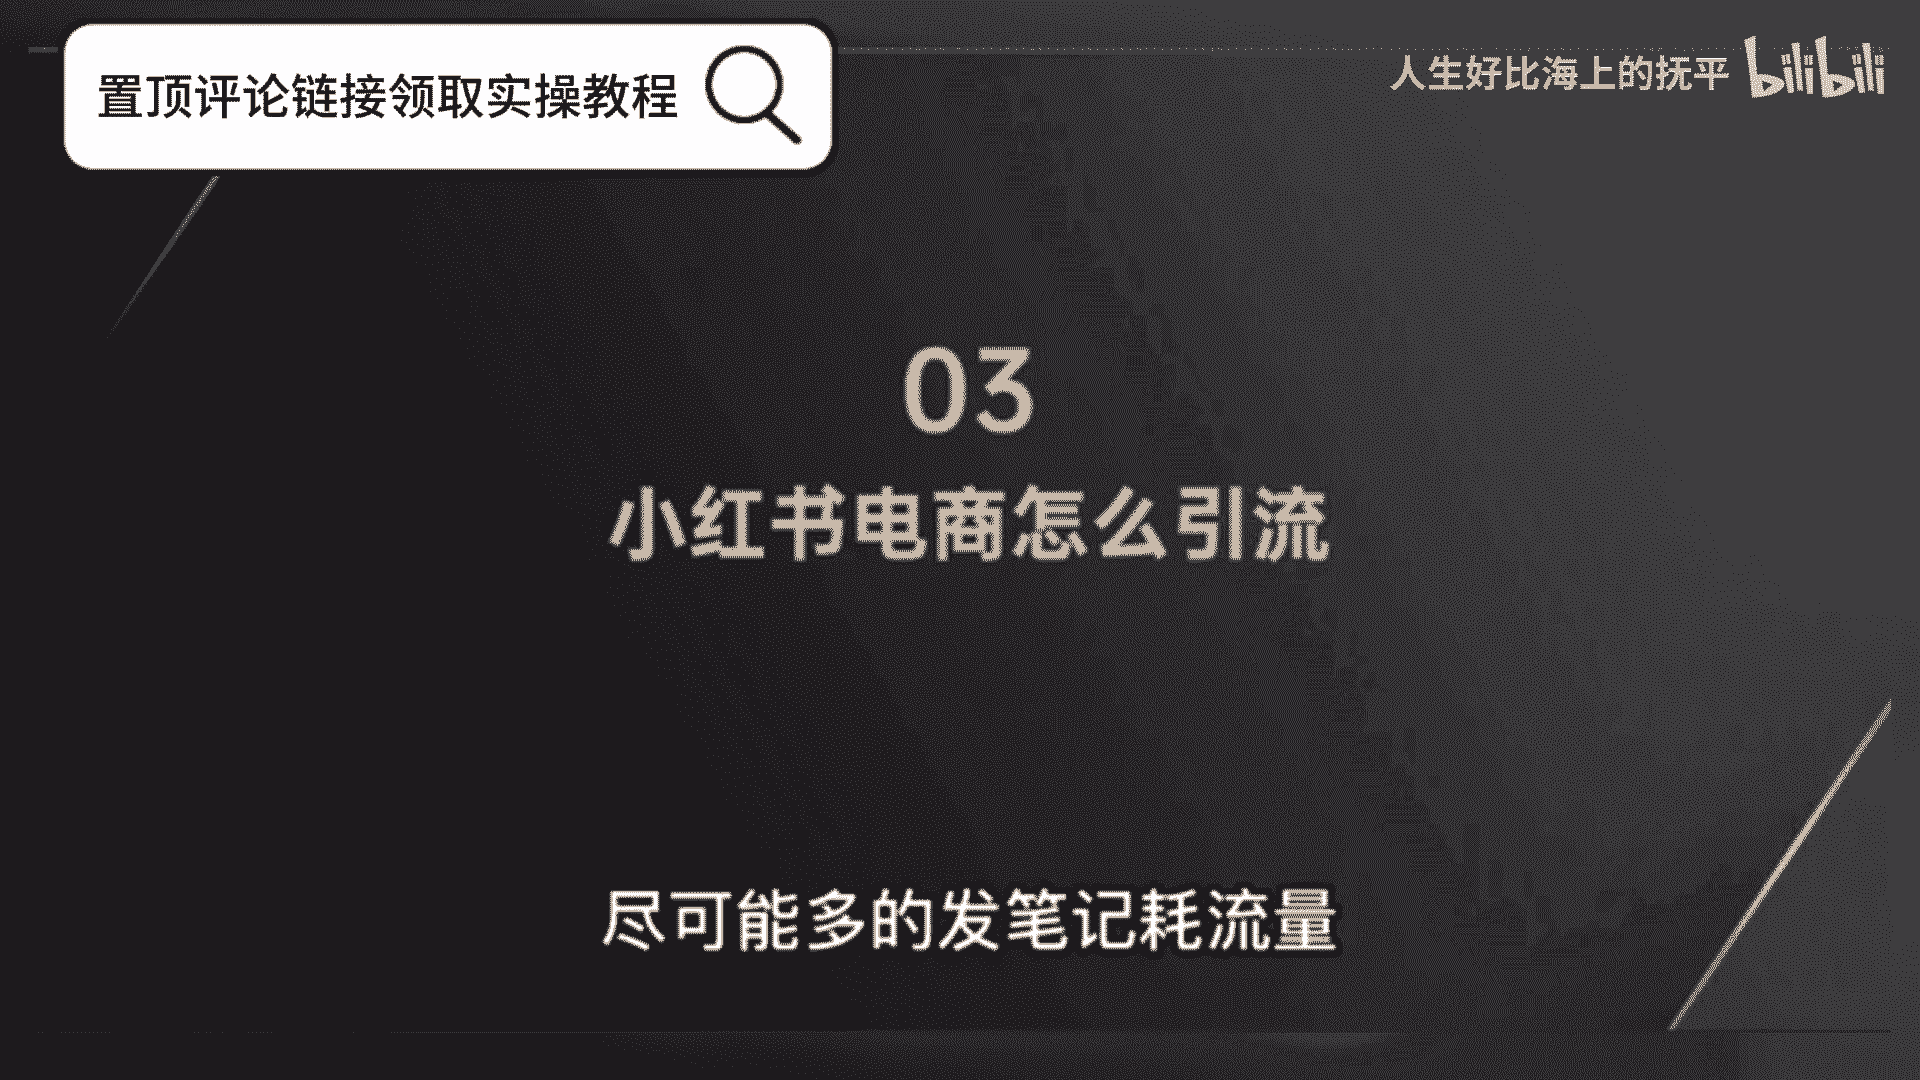 置顶评论链接领取实操教程
人生好比海上的抚平 bilibili
03
小红书电商怎么引流
尽可能多的发笔记耗流量